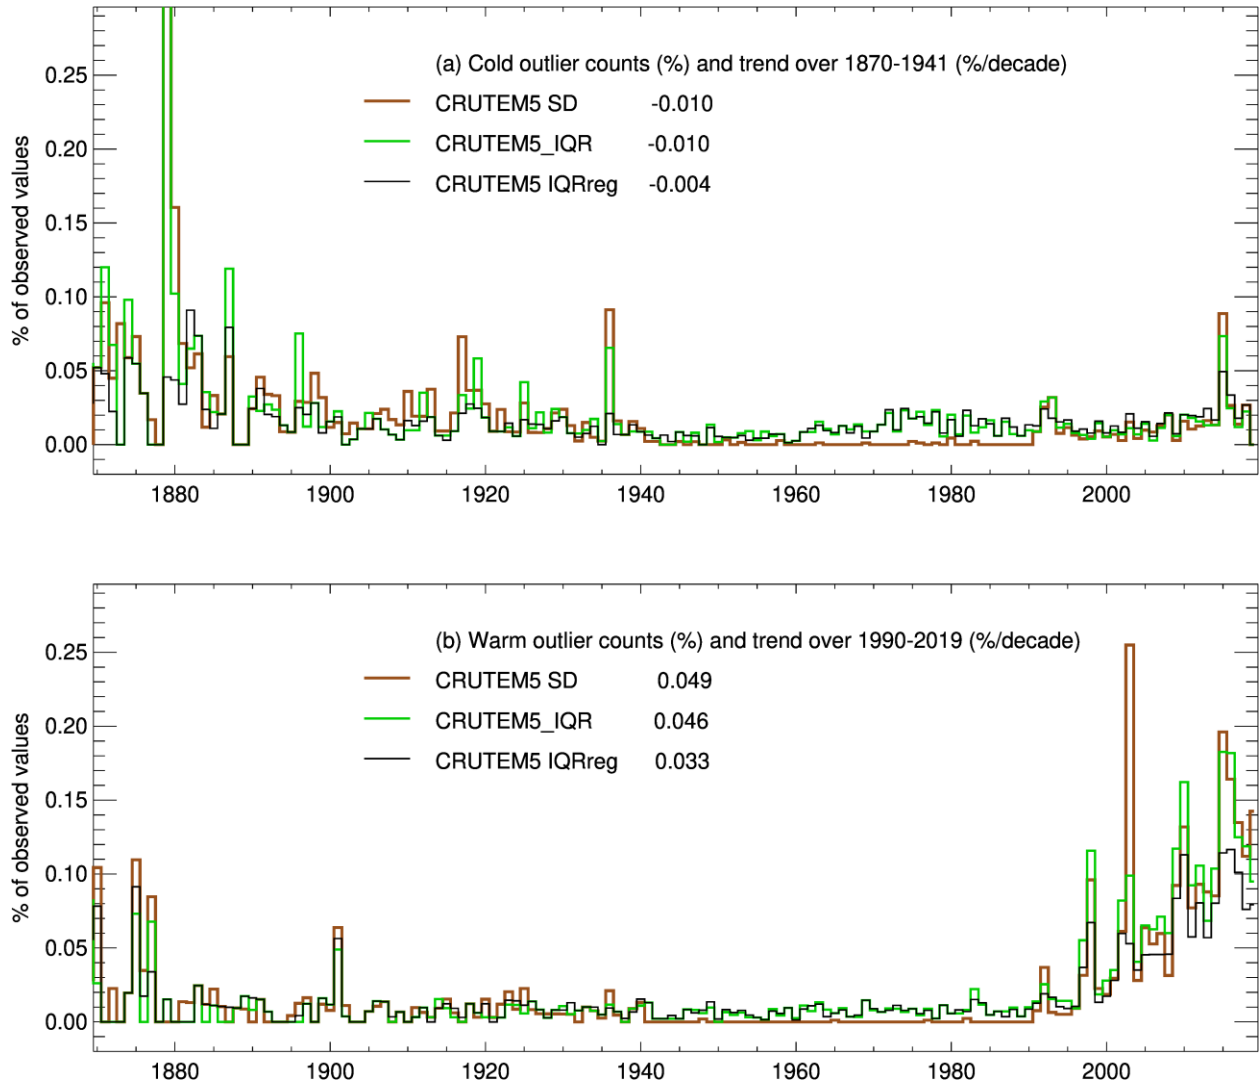 (a) Cold outlier counts (%) and trend over 1870-1941 (%/decade)
CRUTEM5 SD -0.010
CRUTEM5_IQR -0.010
CRUTEM5 IQRreg -0.004
% of observed values
0.25
0.20
0.15
0.10
0.05
0.00
1880 1900 1920 1940 1960 1980 2000
(b) Warm outlier counts (%) and trend over 1990-2019 (%/decade)
CRUTEM5 SD 0.049
CRUTEM5_IQR 0.046
CRUTEM5 IQRreg 0.033
% of observed values
0.25
0.20
0.15
0.10
0.05
0.00
1880 1900 1920 1940 1960 1980 2000